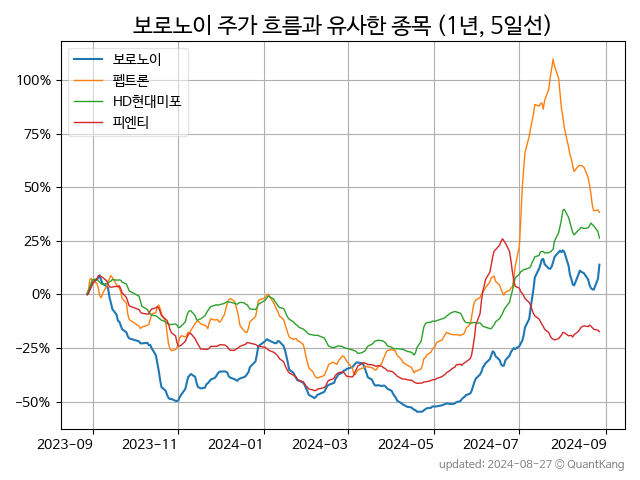 보로노이 주가 흐름과 유사한 종목 (1년, 5일선)
보로노이
펩트론
HD현대미포
피엔티
100%
75%
50%
25%
0%
−25%
−50%
2023-09
2023-11
2024-01
2024-03
2024-05
2024-07
2024-09
updated: 2024-08-27 © QuantKang